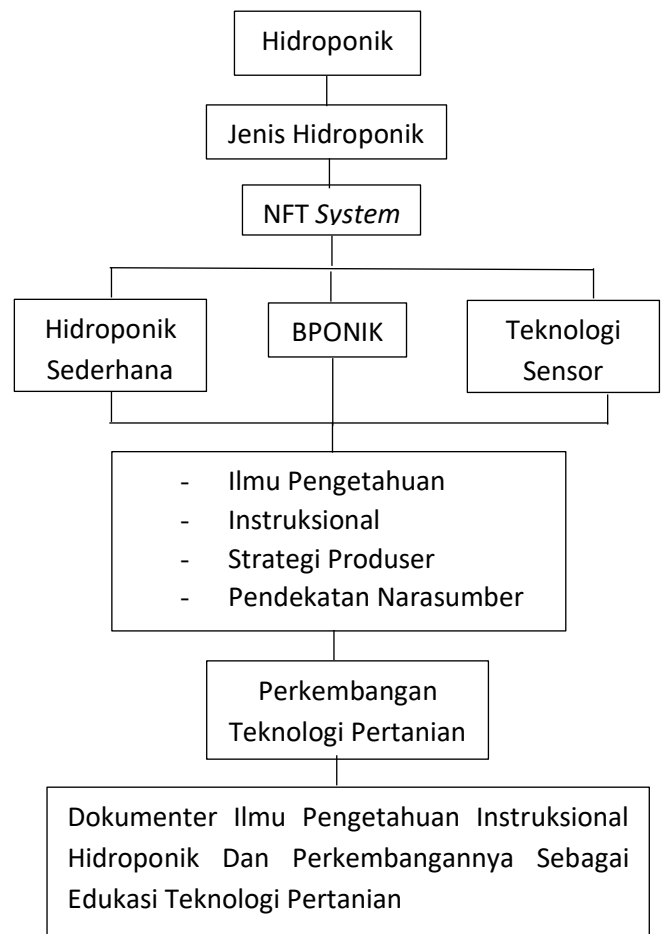 Hidroponik
Jenis Hidroponik
NFT System
Hidroponik
Sederhana
BPONIK
Teknologi
Sensor
- Ilmu Pengetahuan
- Instruksional
- Strategi Produser
- Pendekatan Narasumber
Perkembangan
Teknologi Pertanian
Dokumenter Ilmu Pengetahuan Instruksional
Hidroponik Dan Perkembangannya Sebagai
Edukasi Teknologi Pertanian